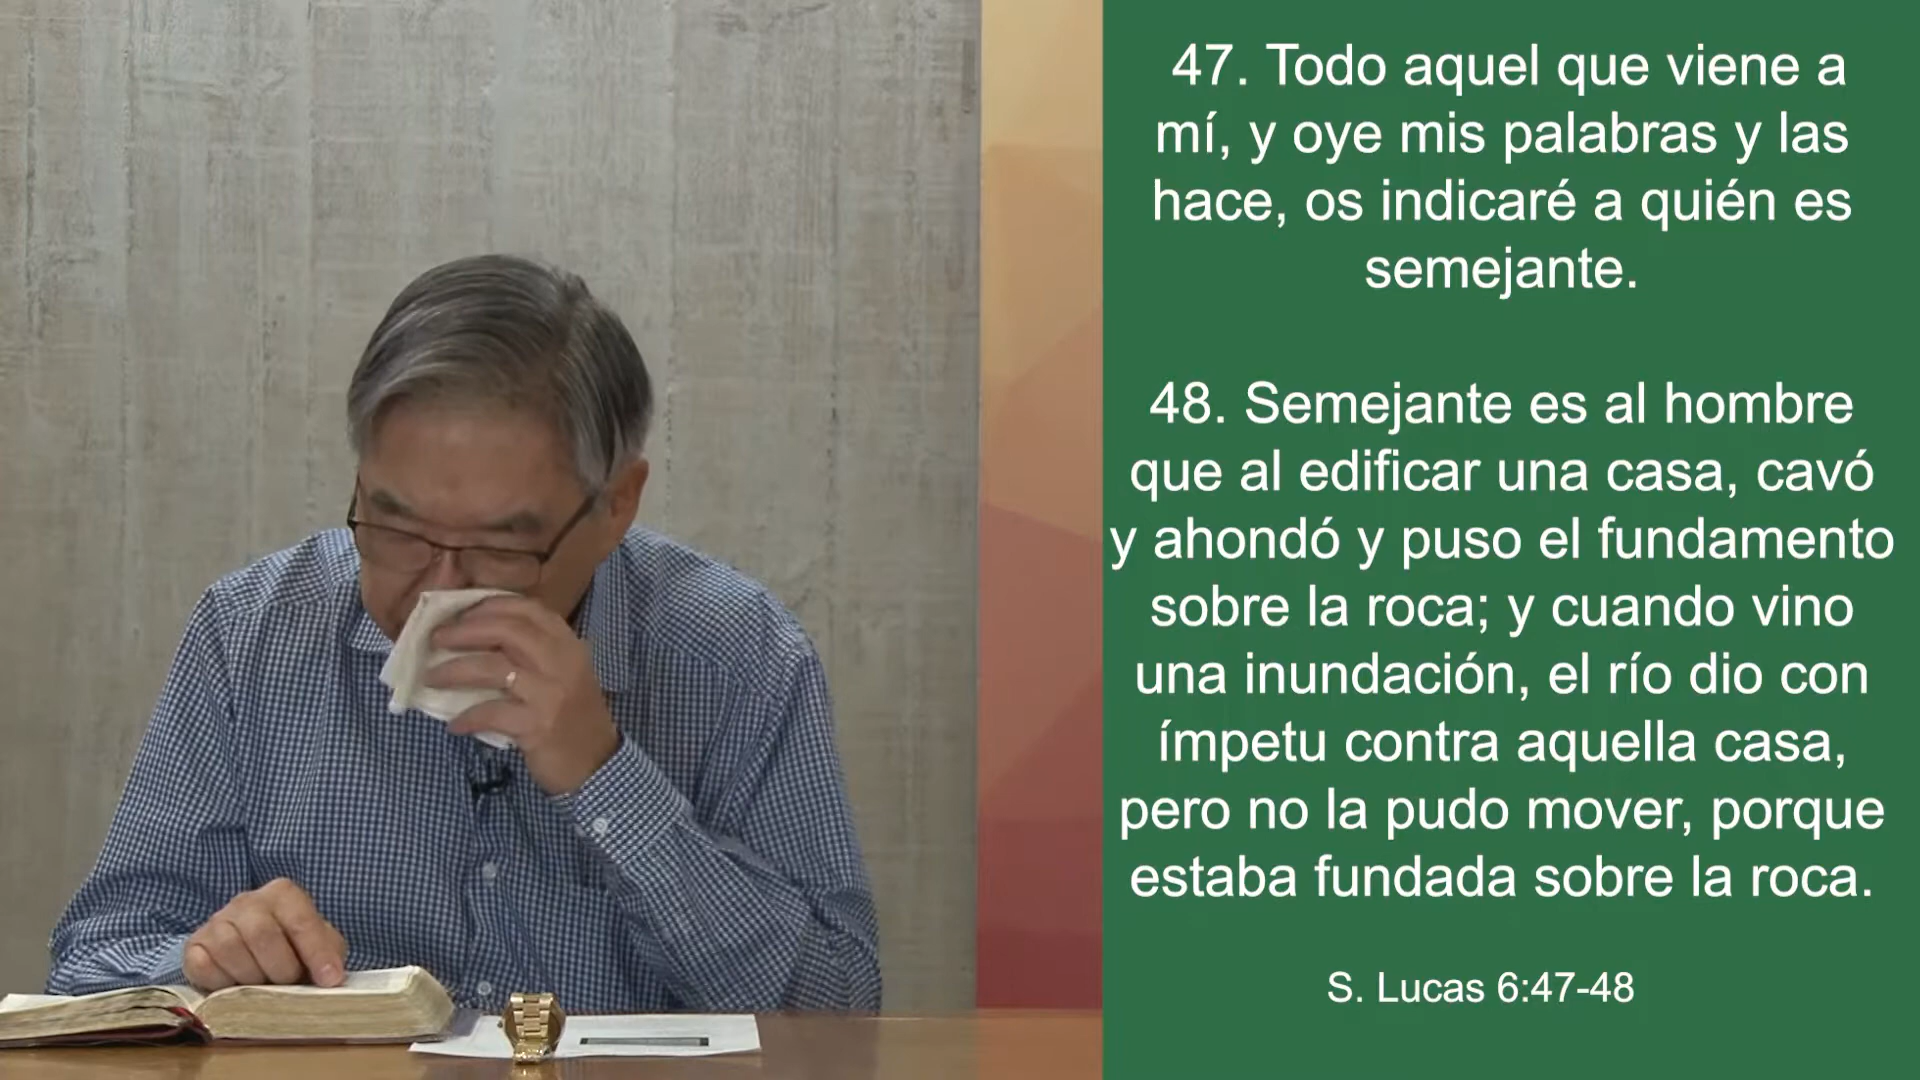 47. Todo aquel que viene a
mí, y oye mis palabras y las
hace, os indicaré a quién es
semejante.
48. Semejante es al hombre
que al edificar una casa, cavó
y ahondó y puso el fundamento
sobre la roca; y cuando vino
una inundación, el río dio con
ímpetu contra aquella casa,
pero no la pudo mover, porque
estaba fundada sobre la roca.
S. Lucas 6:47-48